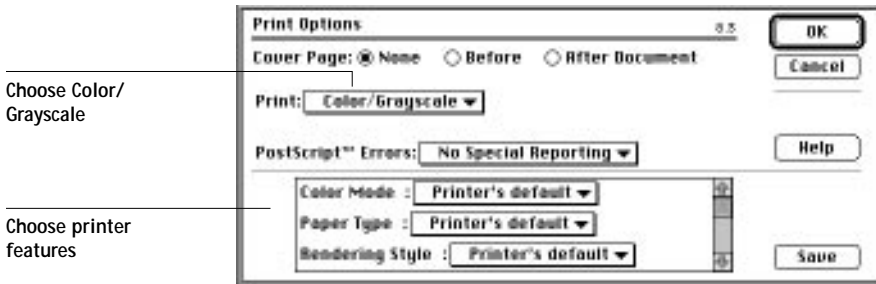 Print Options 8.3
OK
Cover Page: None Before After Document
Cancel
Choose Color/
Grayscale
Print: Color/Grayscale
PostScript™ Errors: No Special Reporting
Help
Color Mode : Printer's default
Choose printer
features
Paper Type : Printer's default
Rendering Style : Printer's default
Save